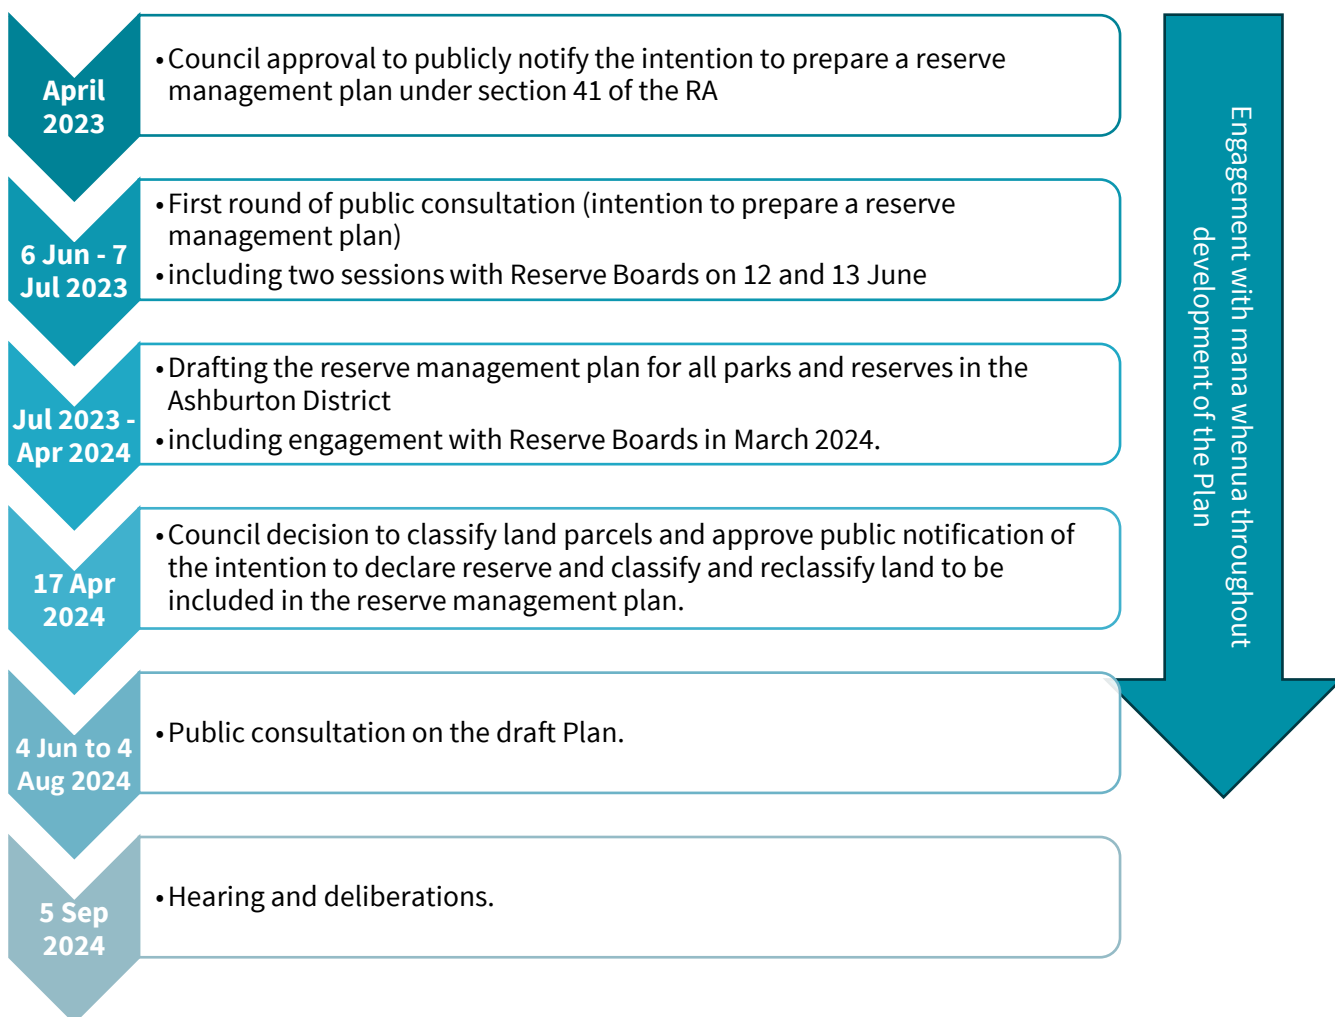 April
2023
•Council approval to publicly notify the intention to prepare a reserve
management plan under section 41 of the RA
6 Jun - 7
Jul 2023
•First round of public consultation (intention to prepare a reserve
management plan)
•including two sessions with Reserve Boards on 12 and 13 June
Jul 2023 -
Apr 2024
•Drafting the reserve management plan for all parks and reserves in the
Ashburton District
•including engagement with Reserve Boards in March 2024.
17 Apr
2024
•Council decision to classify land parcels and approve public notification of
the intention to declare reserve and classify and reclassify land to be
included in the reserve management plan.
4 Jun to 4
Aug 2024
•Public consultation on the draft Plan.
5 Sep
2024
•Hearing and deliberations.
Engagement with mana whenua throughout
development of the Plan